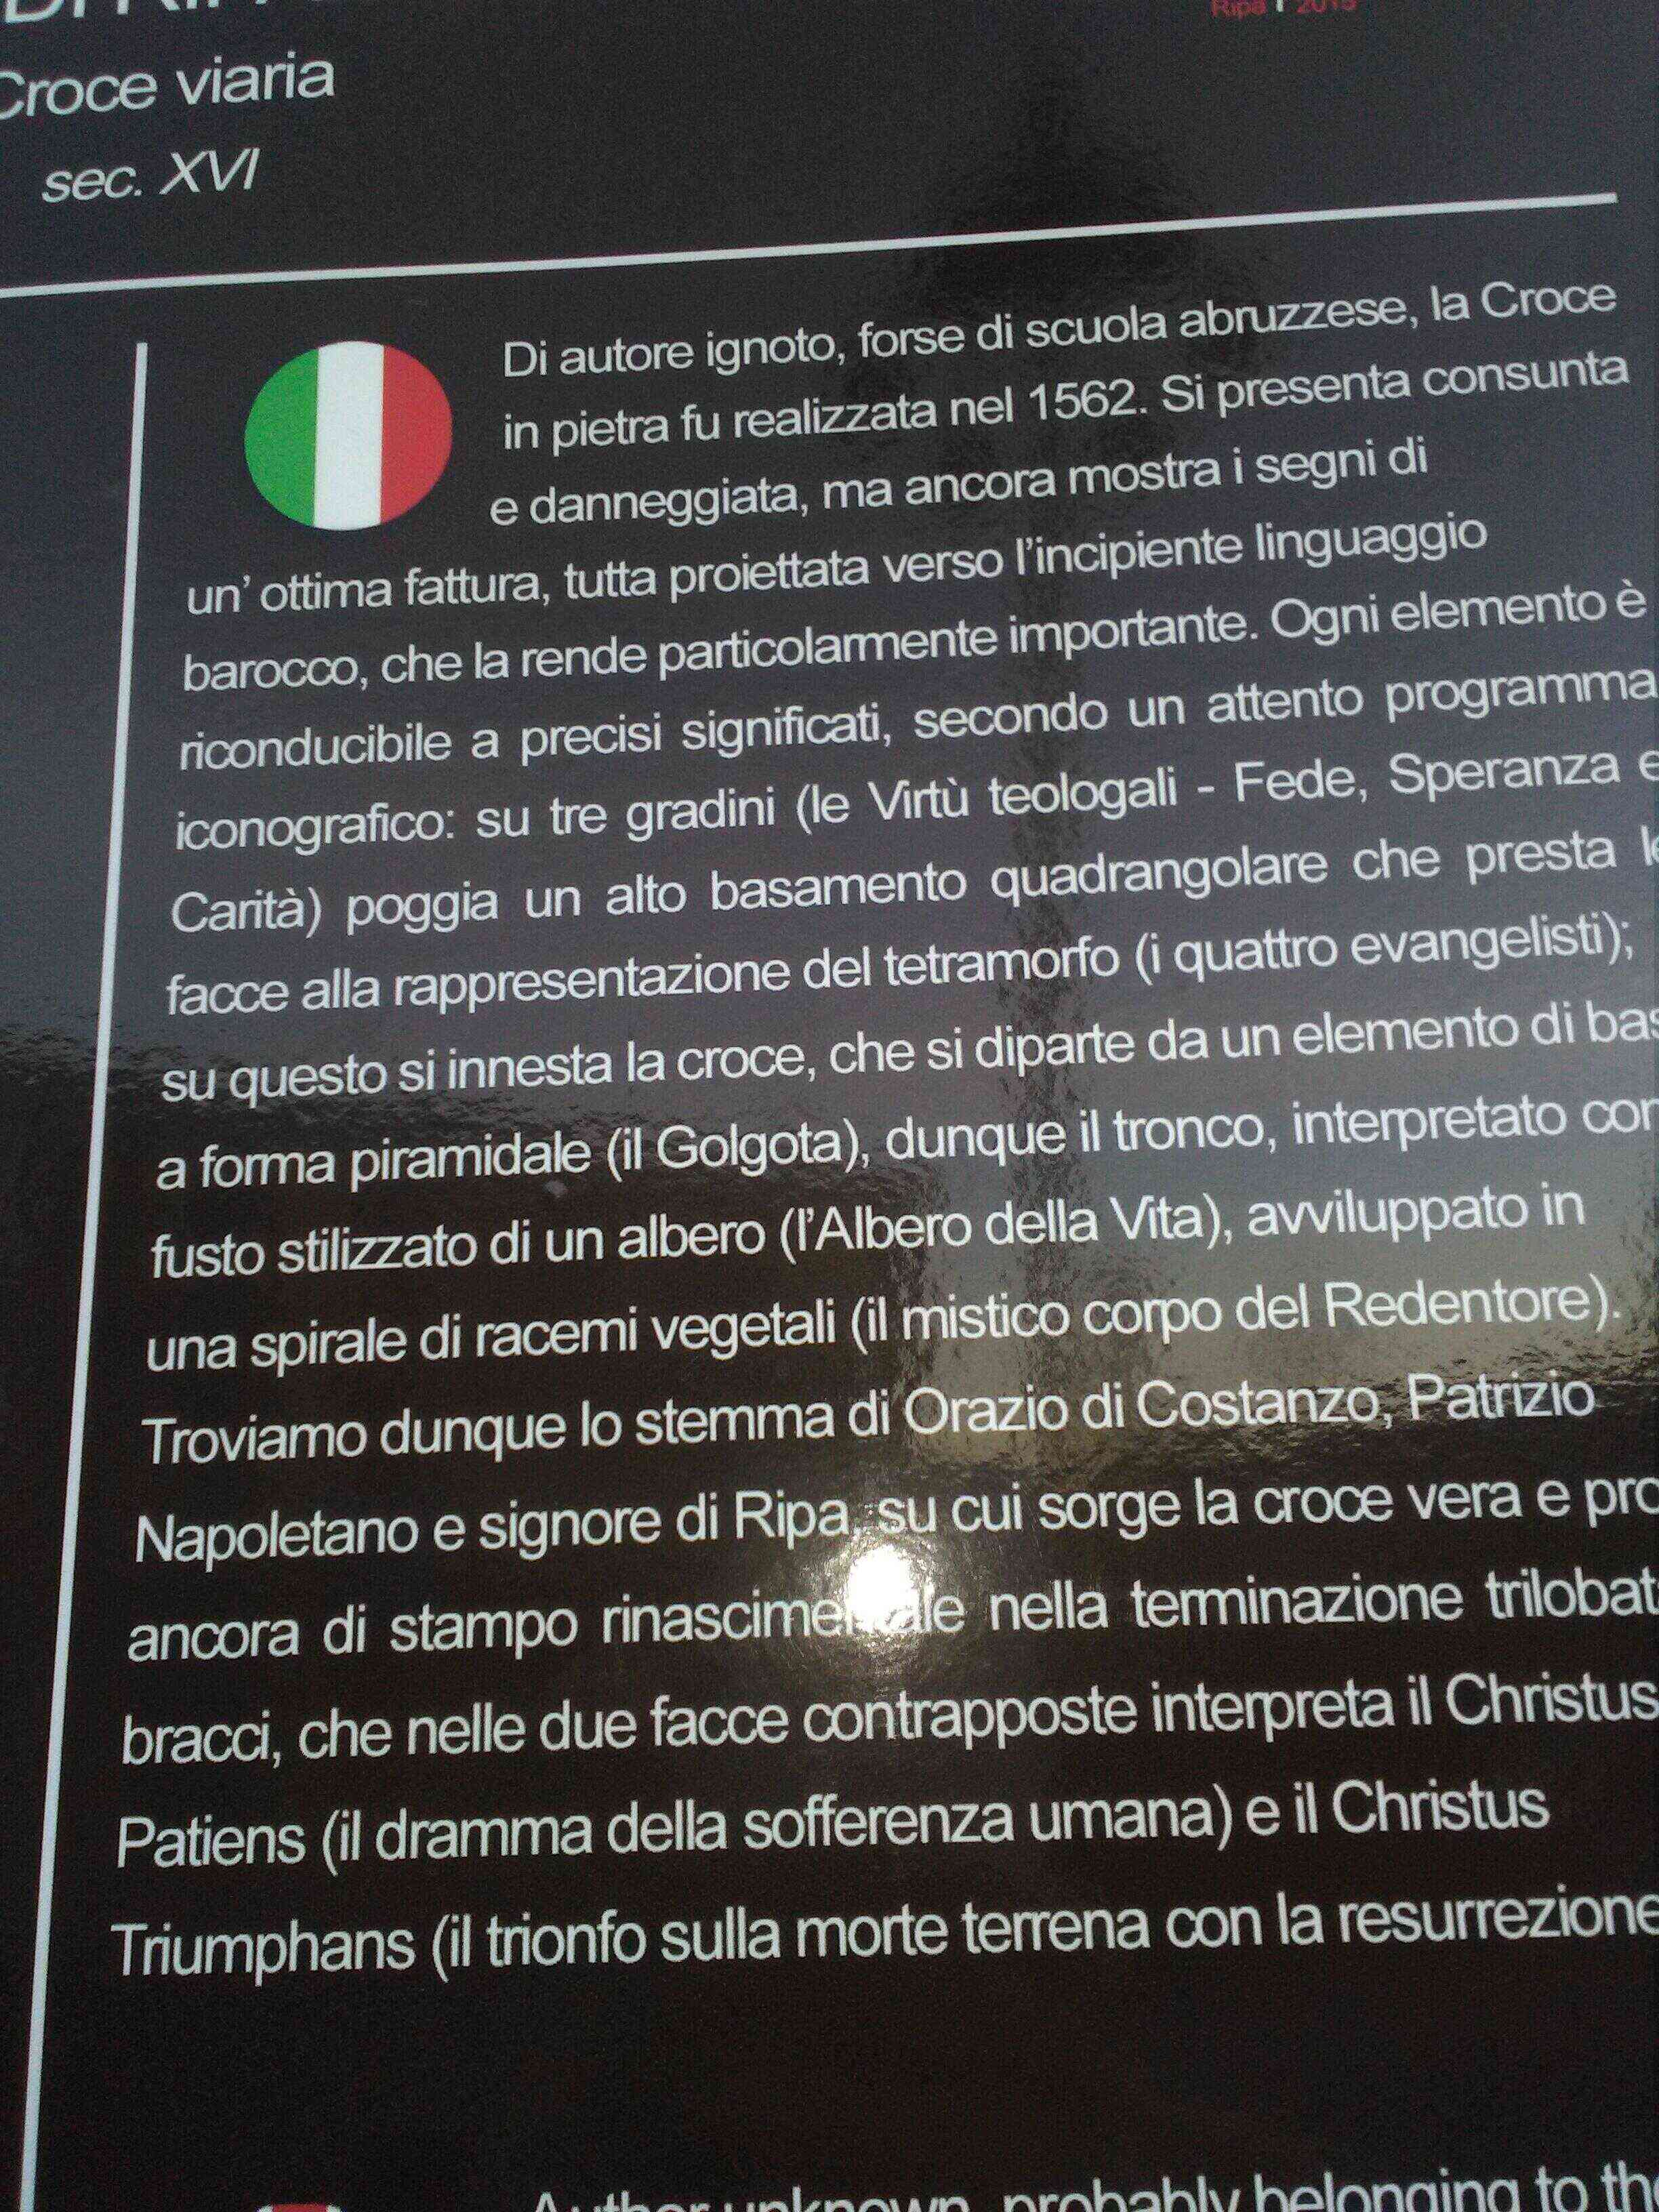 Ripa 2015
Croce viaria
sec. XVI
Di autore ignoto, forse di scuola abruzzese, la Croce
in pietra fu realizzata nel 1562. Si presenta consunta
e danneggiata, ma ancora mostra i segni di
un' ottima fattura, tutta proiettata verso l'incipiente linguaggio
barocco, che la rende particolarmente importante. Ogni elemento è
riconducibile a precisi significati, secondo un attento programma
iconografico: su tre gradini (le Virtù teologali - Fede, Speranza e
Carità) poggia un alto basamento quadrangolare che presta le
facce alla rappresentazione del tetramorfo (i quattro evangelisti);
su questo si innesta la croce, che si diparte da un elemento di bas
a forma piramidale (il Golgota), dunque il tronco, interpretato
fusto stilizzato di un albero (l'Albero della Vita), avviluppato in
una spirale di racemi vegetali (il mistico corpo del Redentore).
Troviamo dunque lo stemma di Orazio di Costanzo, Patrizio
Napoletano e signore di Ripa, su cui sorge la croce vera e pro
ancora di stampo rinascimentale nella terminazione trilobat
bracci, che nelle due facce contrapposte interpreta il Christus
Patiens (il dramma della sofferenza umana) e il Christus
Triumphans (il trionfo sulla morte terrena con la resurrezione
Author unknown, probably belonging to the